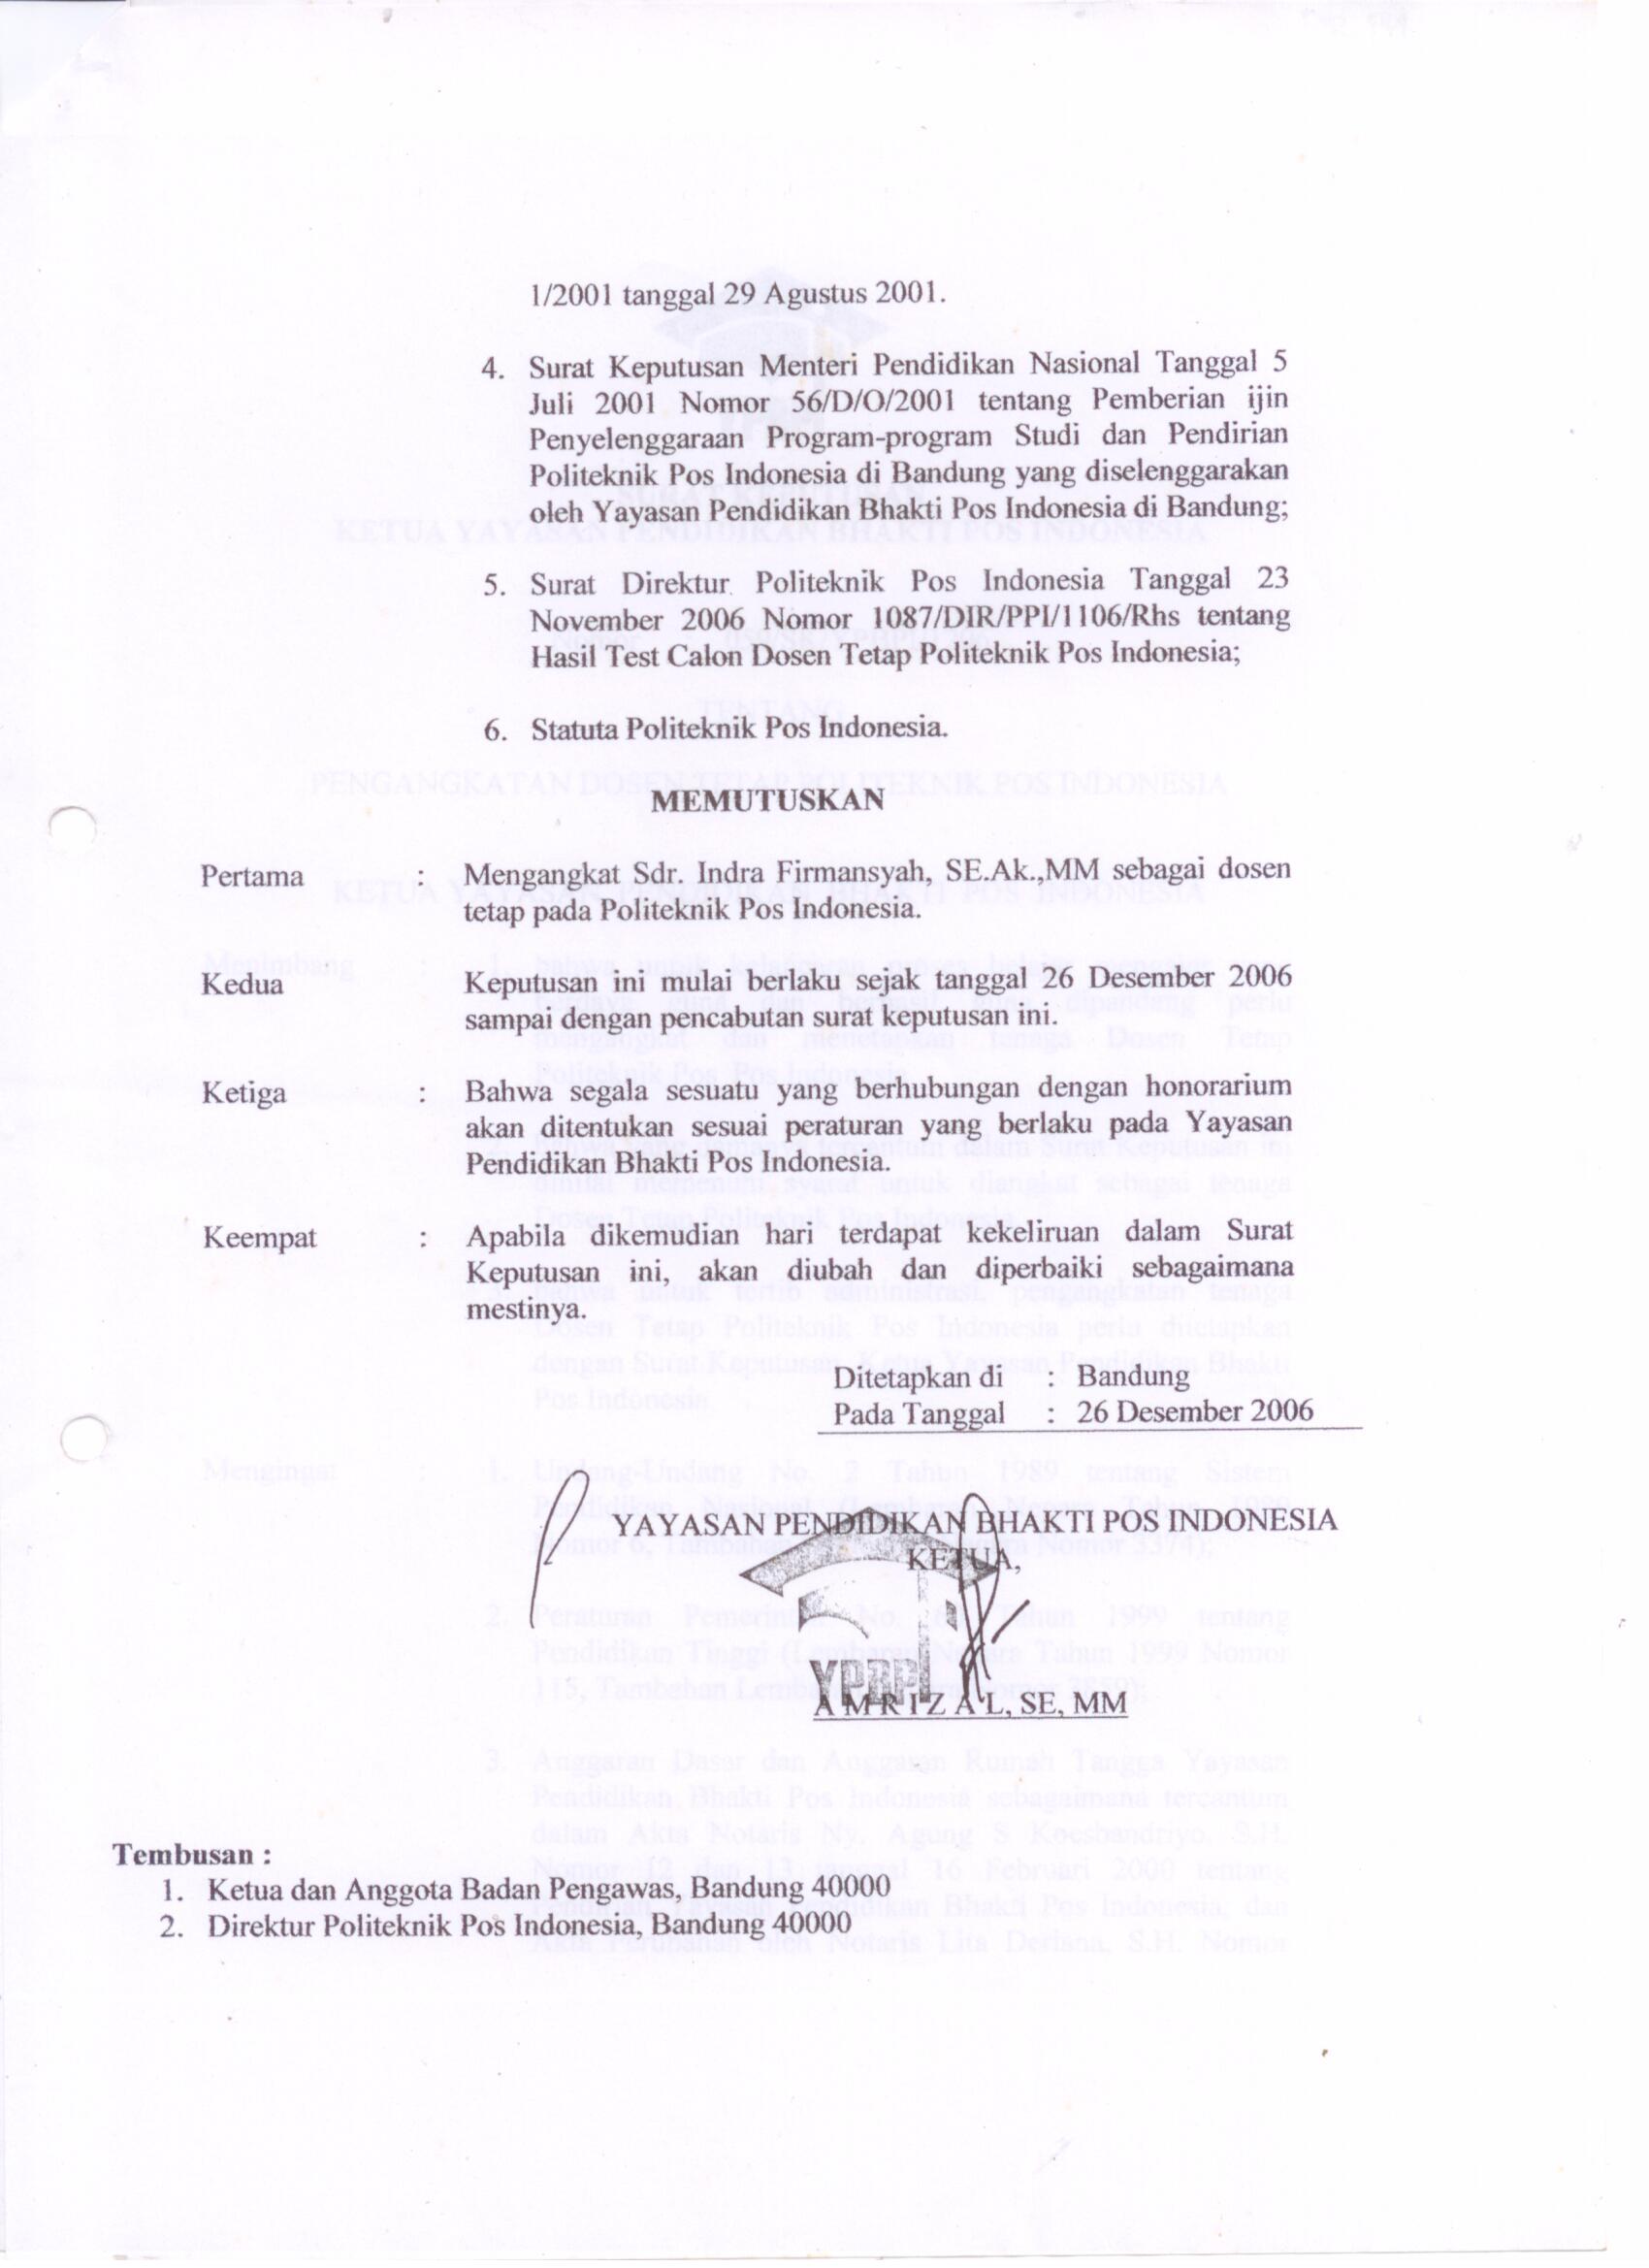 1/2001 tanggal 29 Agustus 2001.
4. Surat Keputusan Menteri Pendidikan Nasional Tanggal 5
Juli 2001 Nomor 56/D/O/2001 tentang Pemberian ijin
Penyelenggaraan Program-program Studi dan Pendirian
Politeknik Pos Indonesia di Bandung yang diselenggarakan
oleh Yayasan Pendidikan Bhakti Pos Indonesia di Bandung;
5. Surat Direktur Politeknik Pos Indonesia Tanggal 23
November 2006 Nomor 1087/DIR/PPI/1106/Rhs tentang
Hasil Test Calon Dosen Tetap Politeknik Pos Indonesia;
6. Statuta Politeknik Pos Indonesia.
MEMUTUSKAN
Pertama : Mengangkat Sdr. Indra Firmansyah, SE.Ak.,MM sebagai dosen
tetap pada Politeknik Pos Indonesia.
Kedua Keputusan ini mulai berlaku sejak tanggal 26 Desember 2006
sampai dengan pencabutan surat keputusan ini.
Ketiga : Bahwa segala sesuatu yang berhubungan dengan honorarium
akan ditentukan sesuai peraturan yang berlaku pada Yayasan
Pendidikan Bhakti Pos Indonesia.
Keempat : Apabila dikemudian hari terdapat kekeliruan dalam Surat
Keputusan ini, akan diubah dan diperbaiki sebagaimana
mestinya.
Ditetapkan di : Bandung
Pada Tanggal : 26 Desember 2006
YAYASAN PENDIDIKAN BHAKTI POS INDONESIA
KETUA,
YPBPI
A M R I Z A L, SE, MM
Tembusan :
1. Ketua dan Anggota Badan Pengawas, Bandung 40000
2. Direktur Politeknik Pos Indonesia, Bandung 40000